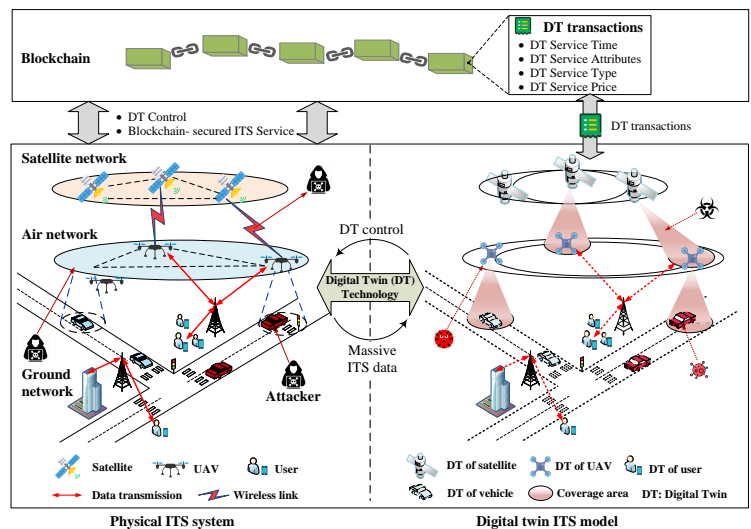 Blockchain
DT transactions
• DT Service Time
• DT Service Attributes
• DT Service Type
• DT Service Price
• DT Control
• Blockchain- secured ITS Service
DT transactions
Satellite network
Air network
Ground
network
Attacker
DT control
Digital Twin (DT)
Technology
Massive
ITS data
Satellite
UAV
User
Data transmission
Wireless link
DT of satellite
DT of UAV
DT of user
DT of vehicle
Coverage area
DT: Digital Twin
Physical ITS system
Digital twin ITS model